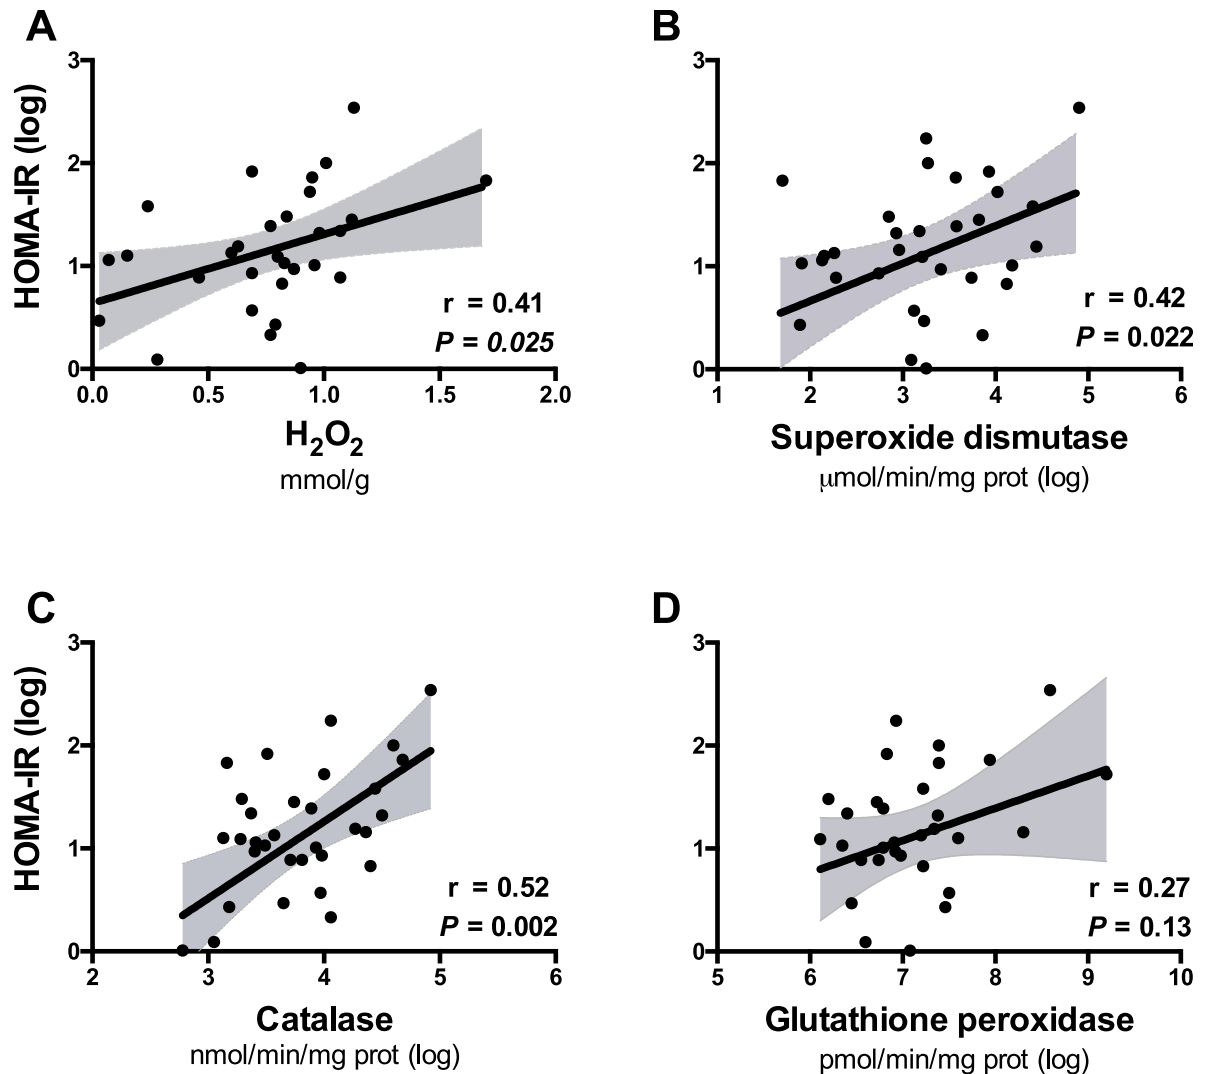 A
HOMA-IR (log)
3
2
1
0
0.0 0.5 1.0 1.5 2.0
r = 0.41
P = 0.025
H₂O₂
mmol/g
B
3
2
1
0
1 2 3 4 5 6
r = 0.42
P = 0.022
Superoxide dismutase
μmol/min/mg prot (log)
C
HOMA-IR (log)
3
2
1
0
2 3 4 5 6
r = 0.52
P = 0.002
Catalase
nmol/min/mg prot (log)
D
3
2
1
0
5 6 7 8 9 10
r = 0.27
P = 0.13
Glutathione peroxidase
pmol/min/mg prot (log)